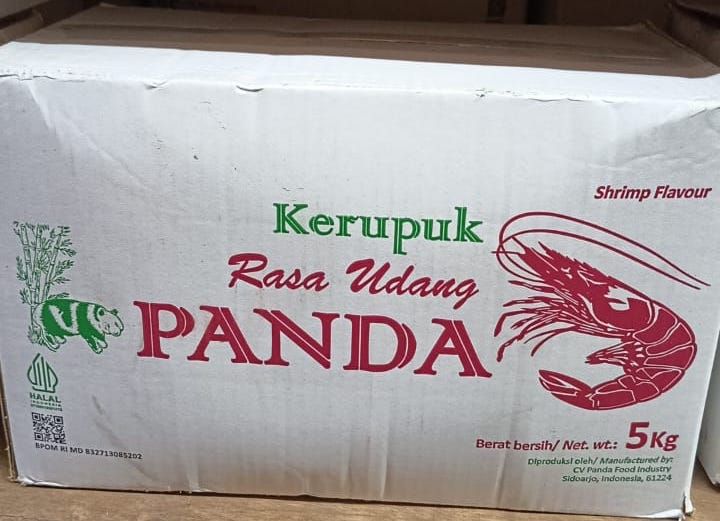 Shrimp Flavour
Kerupuk
Rasa Udang
PANDA
HALAL
INDONESIA
BPOM RI MD 832713085202
Berat bersih/ Net. wt.: 5Kg
Diproduksi oleh/ Manufactured by:
CV Panda Food Industry
Sidoarjo, Indonesia, 61224